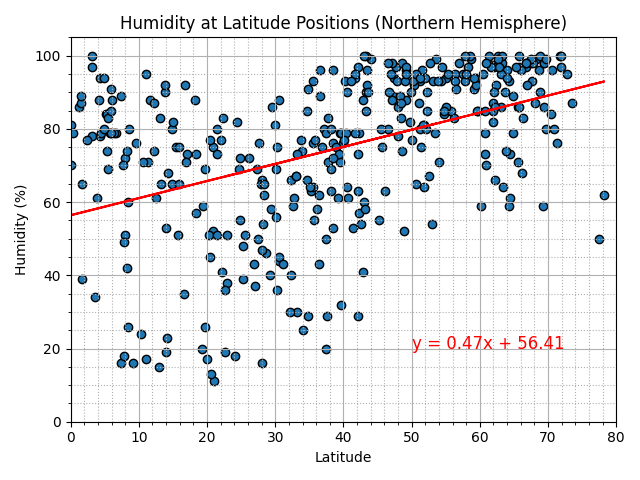 Humidity at Latitude Positions (Northern Hemisphere)
100
80
60
40
20
0
Humidity (%)
y = 0.47x + 56.41
0 10 20 30 40 50 60 70 80
Latitude